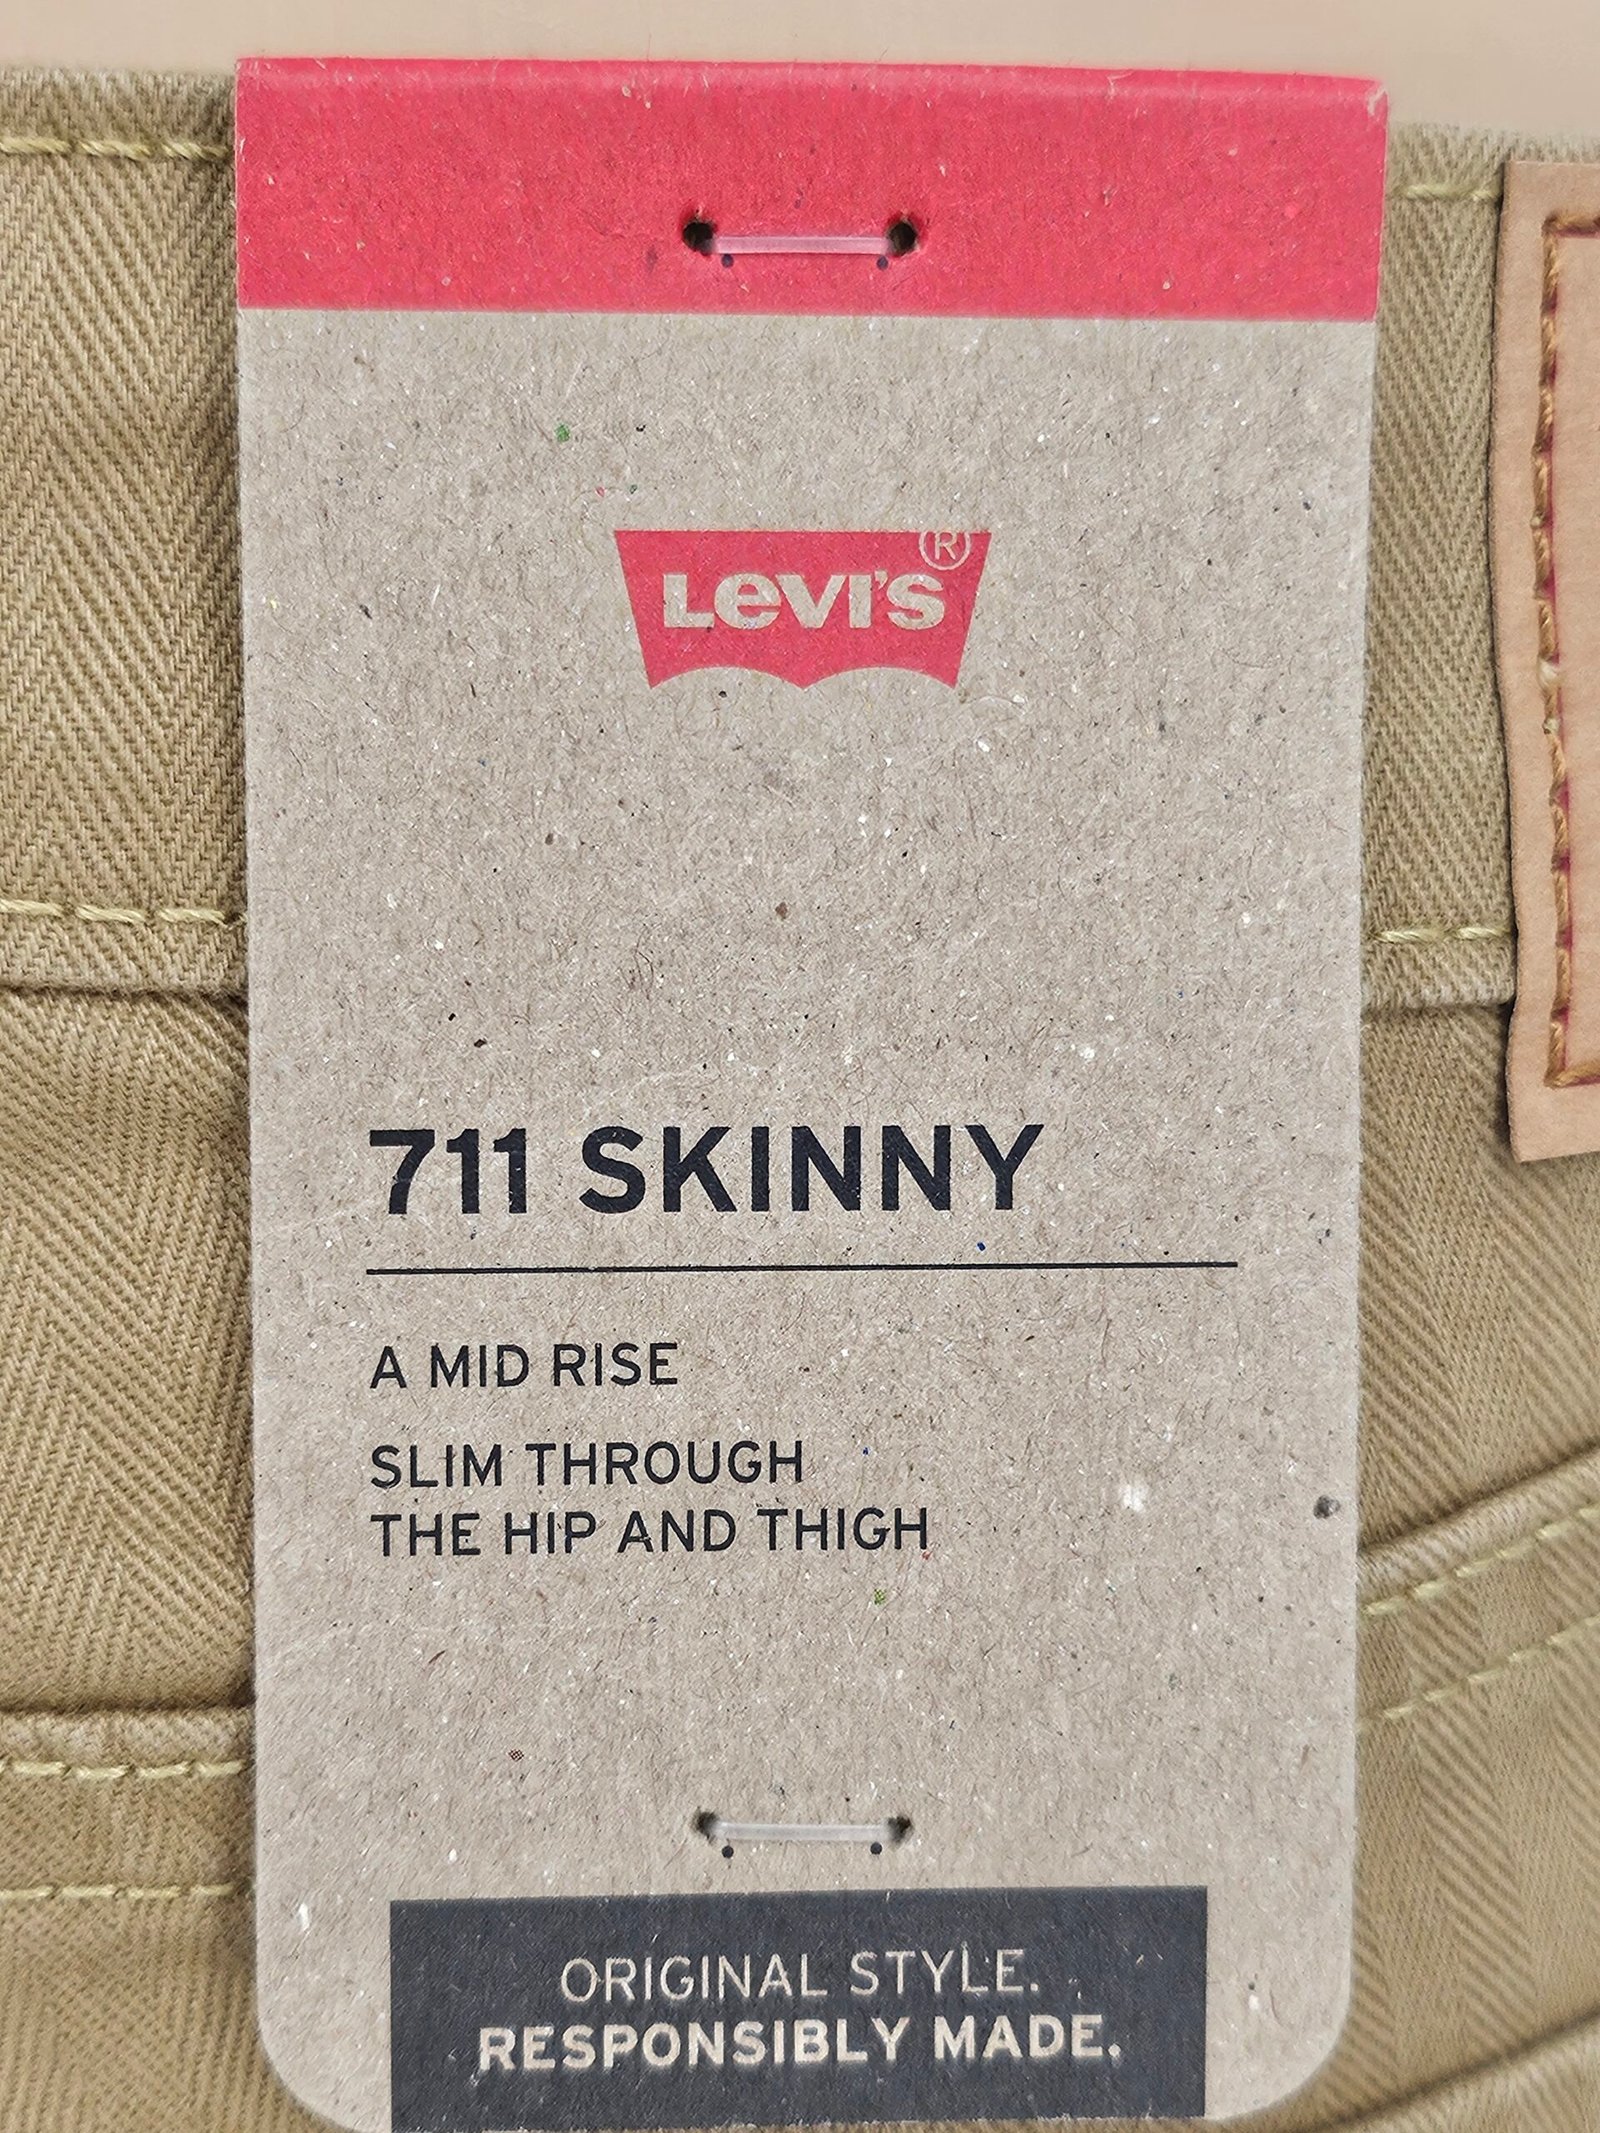 LEVI'S®
711 SKINNY
A MID RISE
SLIM THROUGH
THE HIP AND THIGH
ORIGINAL STYLE.
RESPONSIBLY MADE.